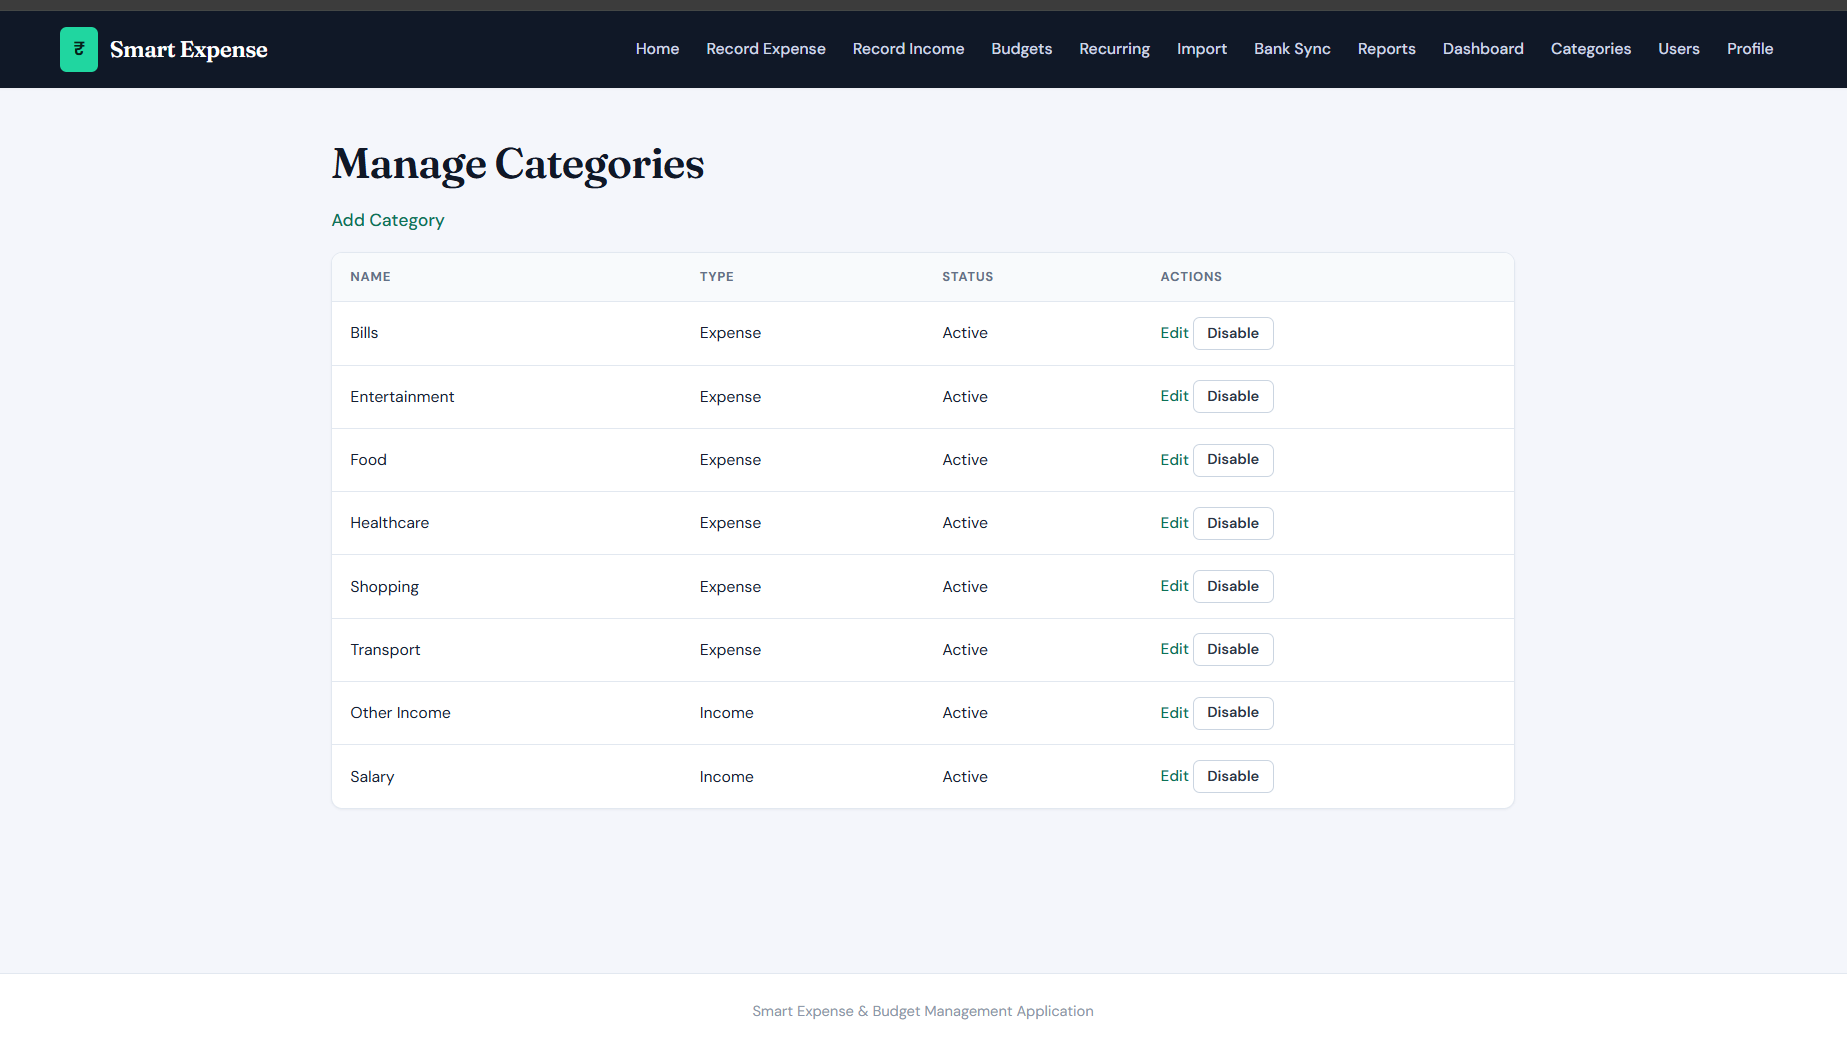 र Smart Expense Home Record Expense Record Income Budgets Recurring Import Bank Sync Reports Dashboard Categories Users Profile
Manage Categories
Add Category
NAME TYPE STATUS ACTIONS
Bills Expense Active Edit Disable
Entertainment Expense Active Edit Disable
Food Expense Active Edit Disable
Healthcare Expense Active Edit Disable
Shopping Expense Active Edit Disable
Transport Expense Active Edit Disable
Other Income Income Active Edit Disable
Salary Income Active Edit Disable
Smart Expense & Budget Management Application